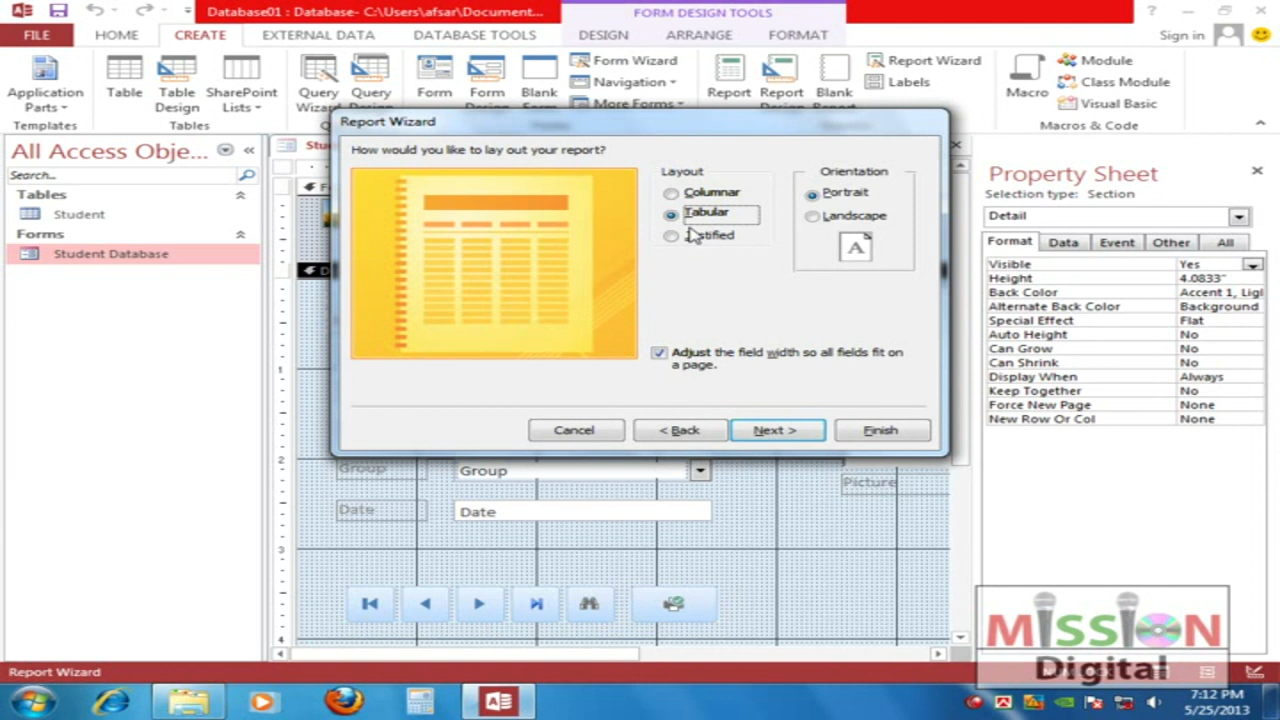 Database01 : Database- C:\Users\afsar\Document...
FORM DESIGN TOOLS
FILE HOME CREATE EXTERNAL DATA DATABASE TOOLS DESIGN ARRANGE FORMAT Sign in
Application Parts
Templates
Table
Table Design
SharePoint Lists
Tables
Query
Query
Form
Form
Blank
Form Wizard
Navigation
More Forms
Report
Report
Blank
Report Wizard
Labels
Macro
Module
Class Module
Visual Basic
Macros & Code
All Access Obje...
Search...
Tables
Student
Forms
Student Database
Report Wizard
How would you like to lay out your report?
Layout
Columnar
Tabular
Orientation
Portrait
Landscape
A
Adjust the field width so all fields fit on
a page.
Cancel
< Back
Next >
Finish
1
2
3
4
Group Group
Picture
Date Date
Property Sheet
Selection type: Section
Detail
Format Data Event Other All
Visible Yes
Height 4.0833"
Back Color Accent 1, Ligl
Alternate Back Color Background
Special Effect Flat
Auto Height No
Can Grow No
Can Shrink No
Display When Always
Keep Together No
Force New Page None
New Row Or Col None
MISSION
Digital
Report Wizard
7:12 PM
5/25/2013